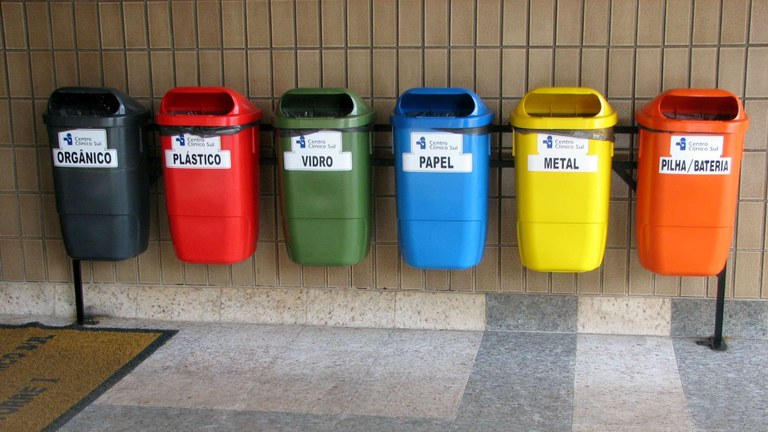 Centro
Clínico Sul
ORGÂNICO
Centro
Clínico Sul
PLÁSTICO
Centro
Clínico Sul
VIDRO
Centro
Clínico Sul
PAPEL
Centro
Clínico Sul
METAL
Centro
Clínico Sul
PILHA/BATERIA